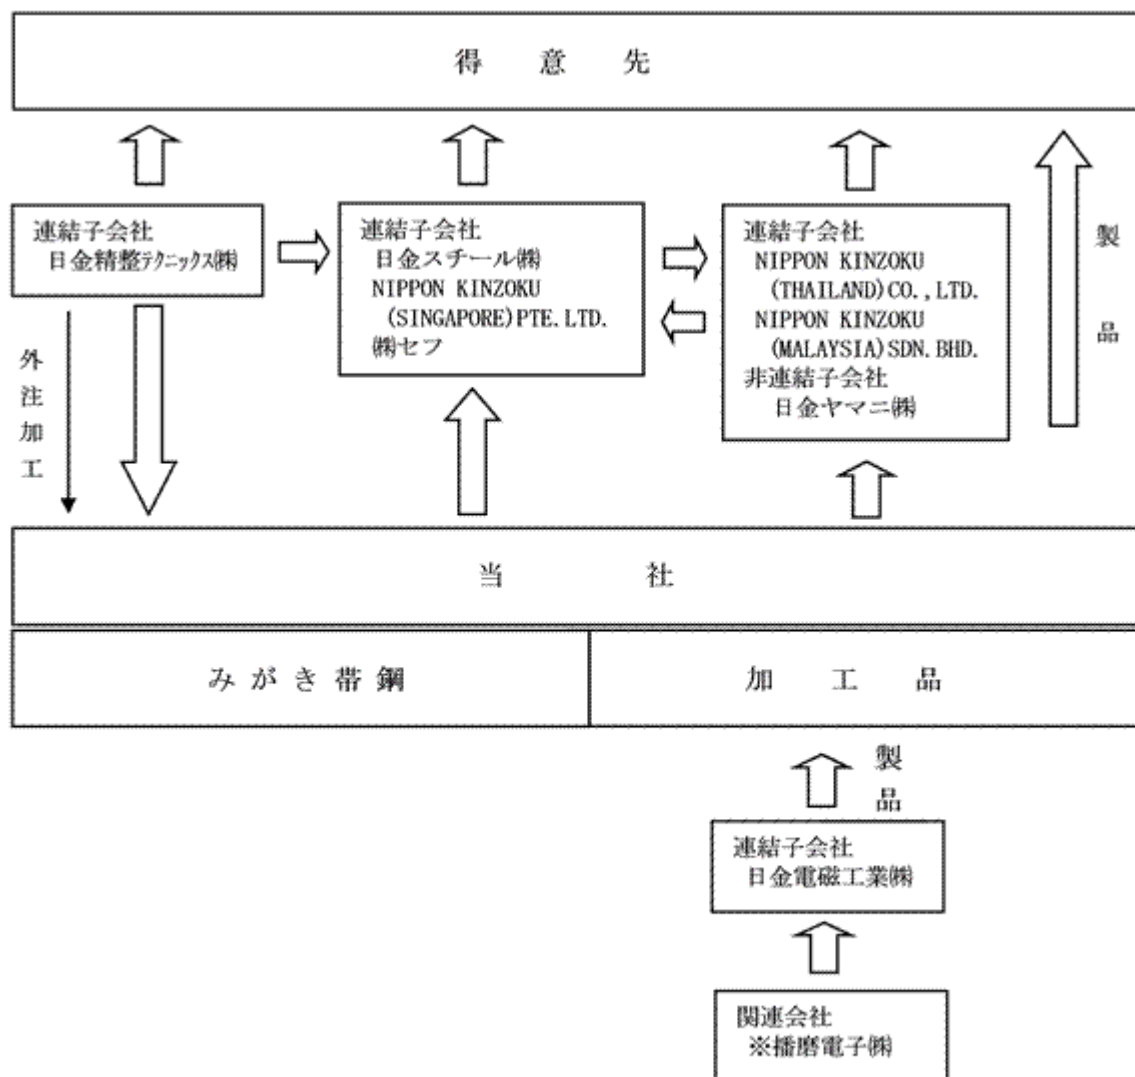 得意先
連結子会社
日金精整テクニックス㈱
連結子会社
日金スチール㈱
NIPPON KINZOKU
(SINGAPORE)PTE.LTD.
㈱セフ
連結子会社
NIPPON KINZOKU
(THAILAND)CO.,LTD.
NIPPON KINZOKU
(MALAYSIA)SDN.BHD.
非連結子会社
日金ヤマニ㈱
製品
外注加工
当社
みがき帯鋼
加工品
製品
連結子会社
日金電磁工業㈱
関連会社
※播磨電子㈱